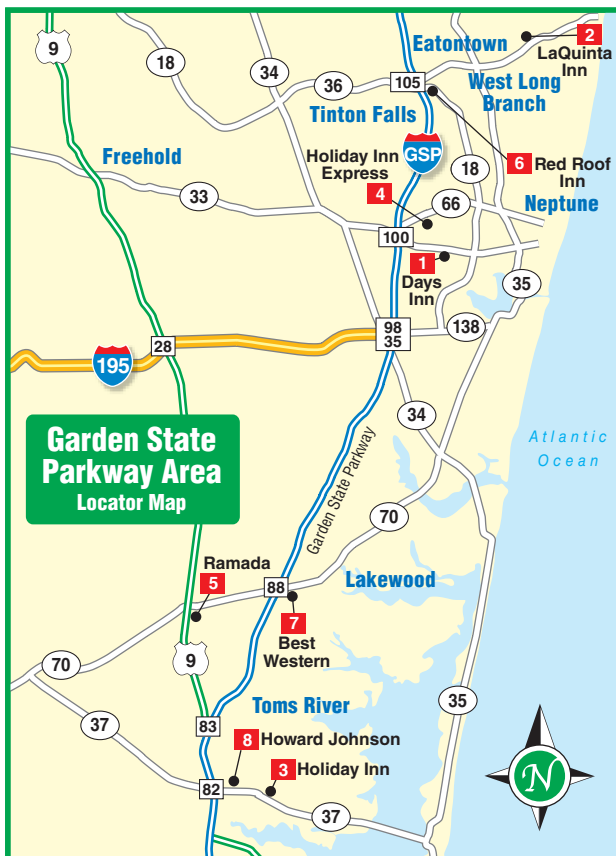 9
18
34
36
105
Eatontown
2
LaQuinta
Inn
West Long
Branch
Tinton Falls
GSP
Freehold
Holiday Inn
Express
4
18
6
Red Roof
Inn
33
66
Neptune
100
1
Days
Inn
35
98
35
138
28
195
Garden State
Parkway Area
Locator Map
34
Atlantic
Ocean
Garden State Parkway
70
Ramada
5
88
Lakewood
7
Best
Western
70
9
37
Toms River
35
83
8
Howard Johnson
3
Holiday Inn
82
37
N